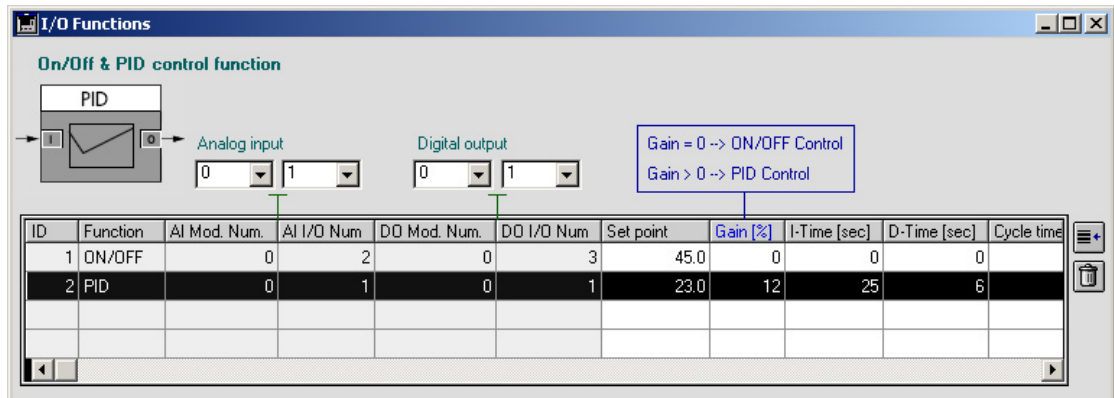 I/O Functions
On/Off & PID control function
PID
I O
Analog input
Digital output
0 1
0 1
Gain = 0 --> ON/OFF Control
Gain > 0 --> PID Control
ID Function AI Mod. Num. AI I/O Num DO Mod. Num. DO I/O Num Set point Gain [%] I-Time [sec] D-Time [sec] Cycle time
1 ON/OFF 0 2 0 3 45.0 0 0 0
2 PID 0 1 0 1 23.0 12 25 6